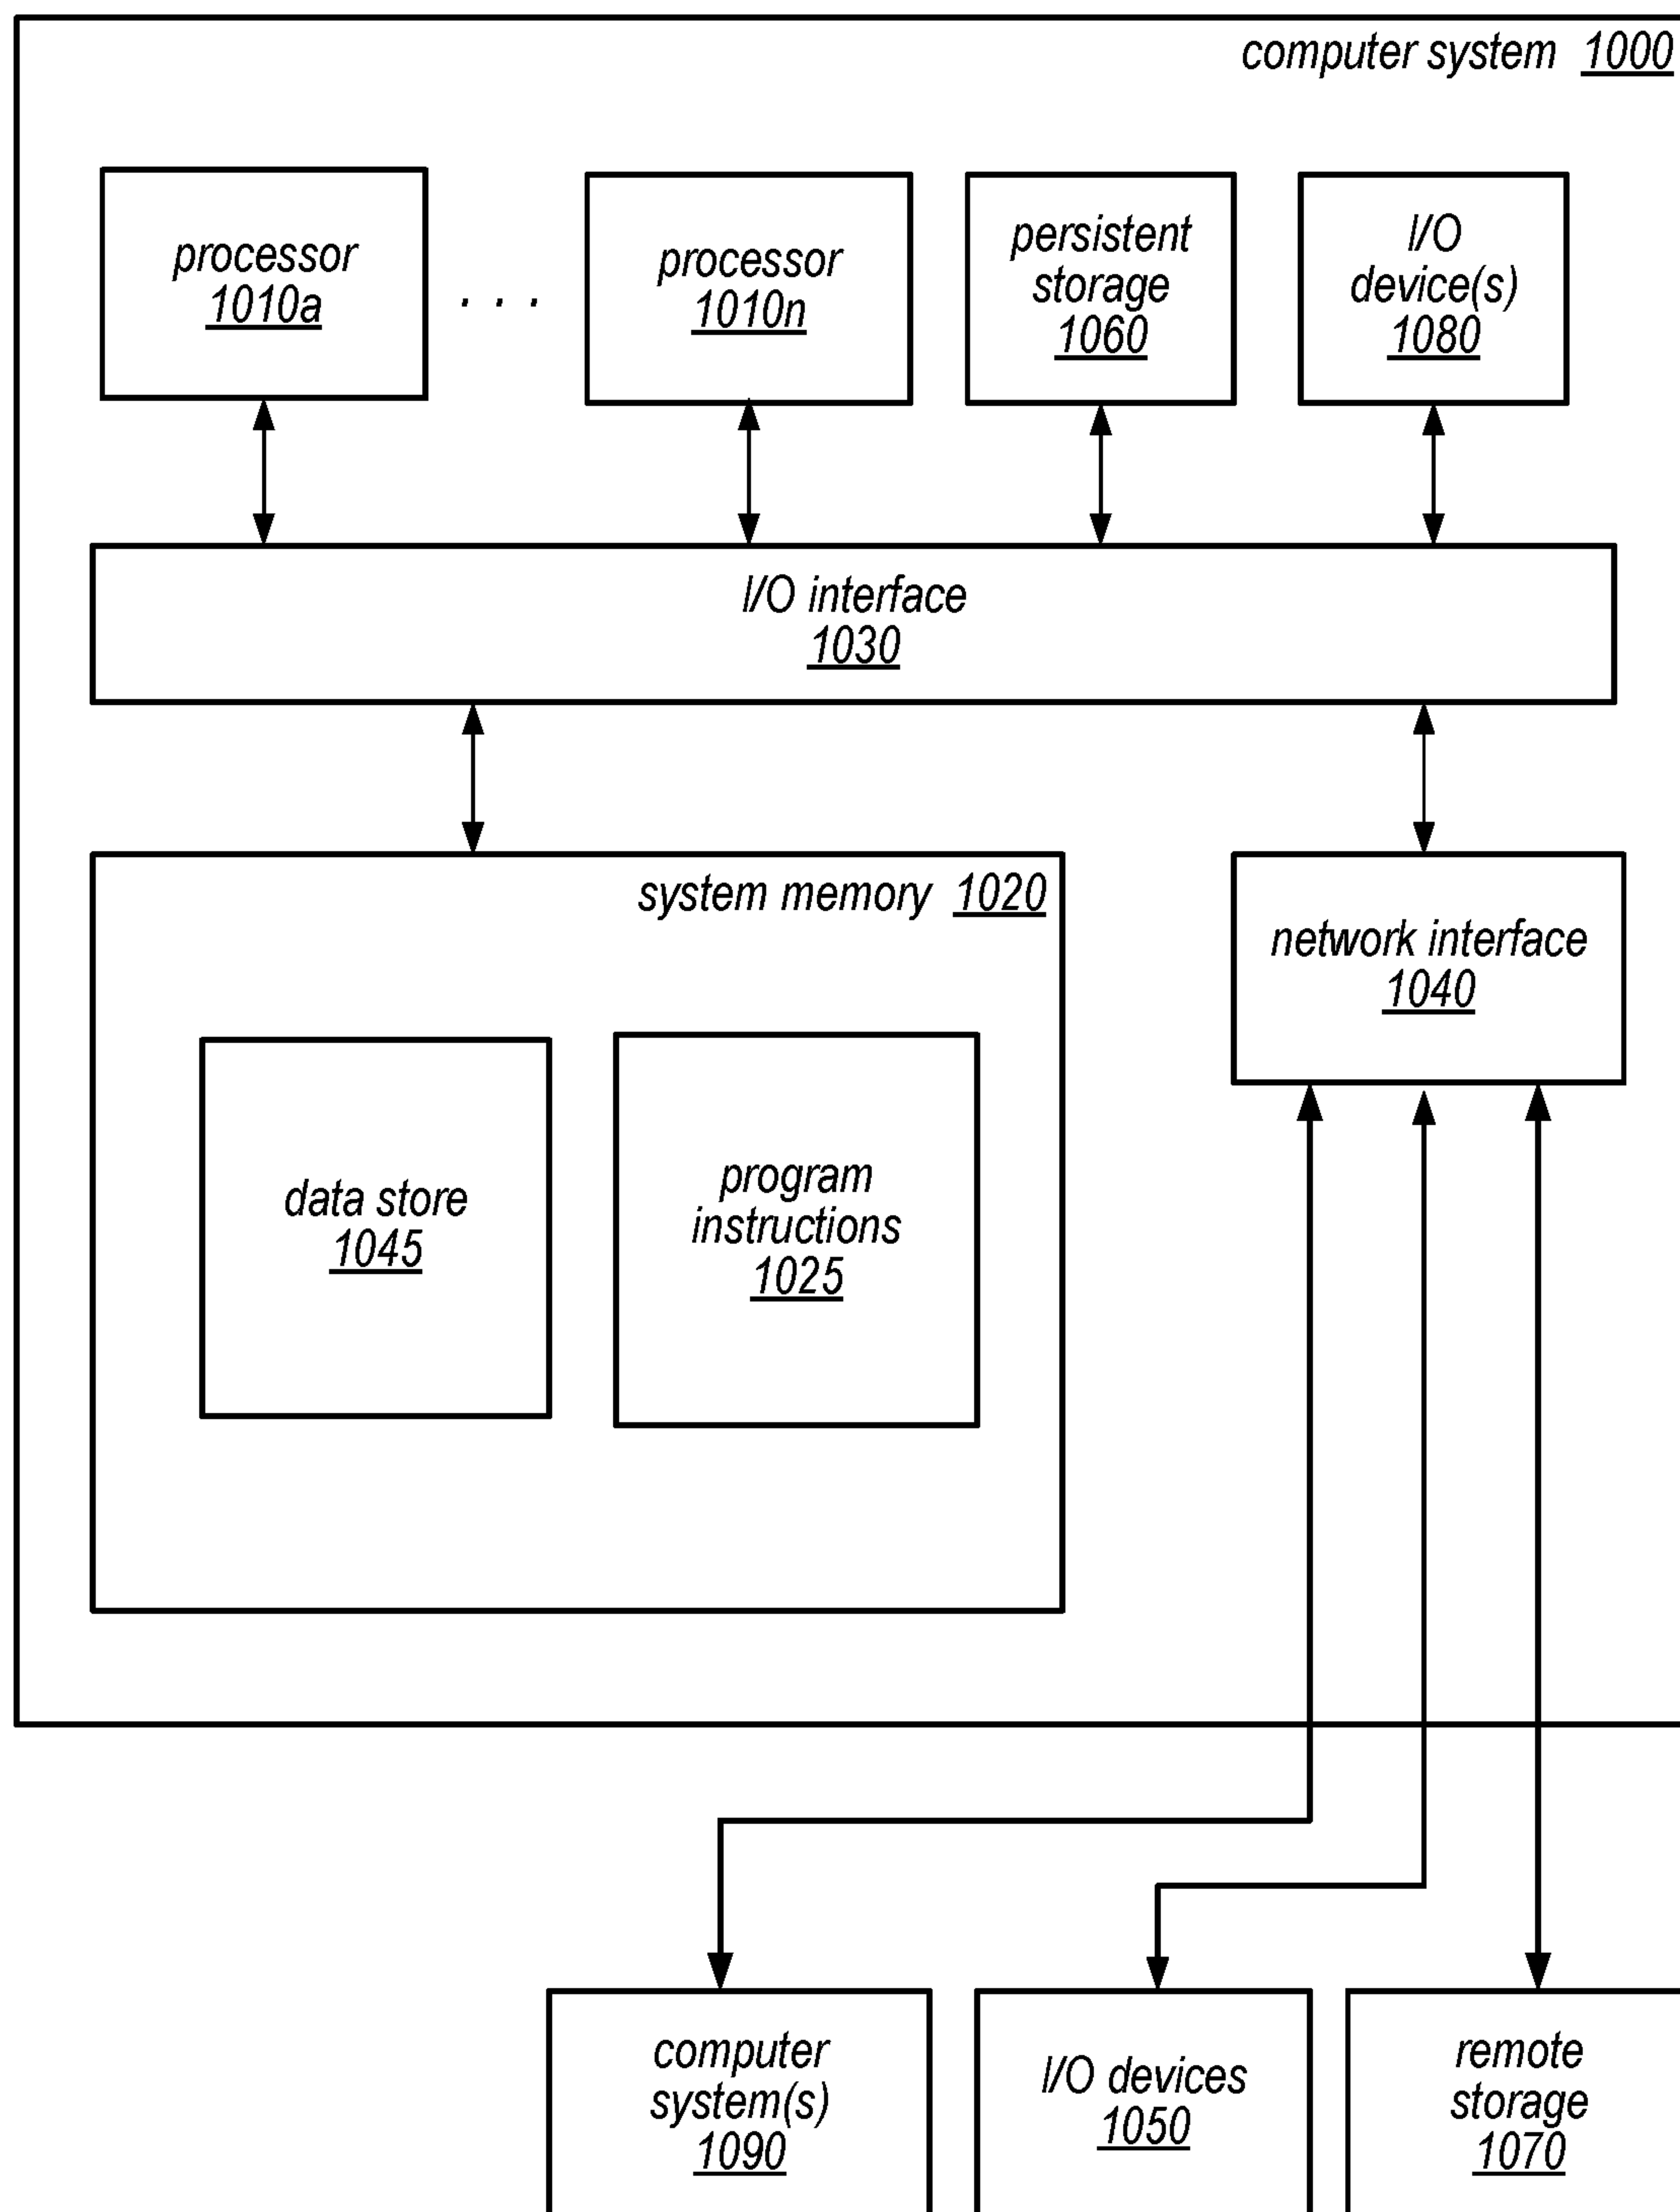 computer system 1000
processor
1010a
. . .
processor
1010n
persistent
storage
1060
I/O
device(s)
1080
I/O interface
1030
system memory 1020
network interface
1040
data store
1045
program
instructions
1025
computer
system(s)
1090
I/O devices
1050
remote
storage
1070